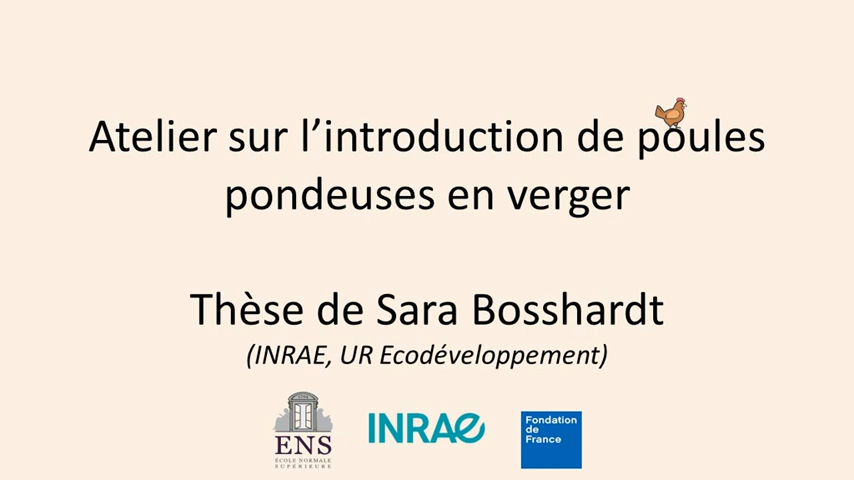 Atelier sur l’introduction de poules
pondeuses en verger
Thèse de Sara Bosshardt
(INRAE, UR Ecodéveloppement)
ENS
ÉCOLE NORMALE
SUPÉRIEURE
INRAE
Fondation
de
France